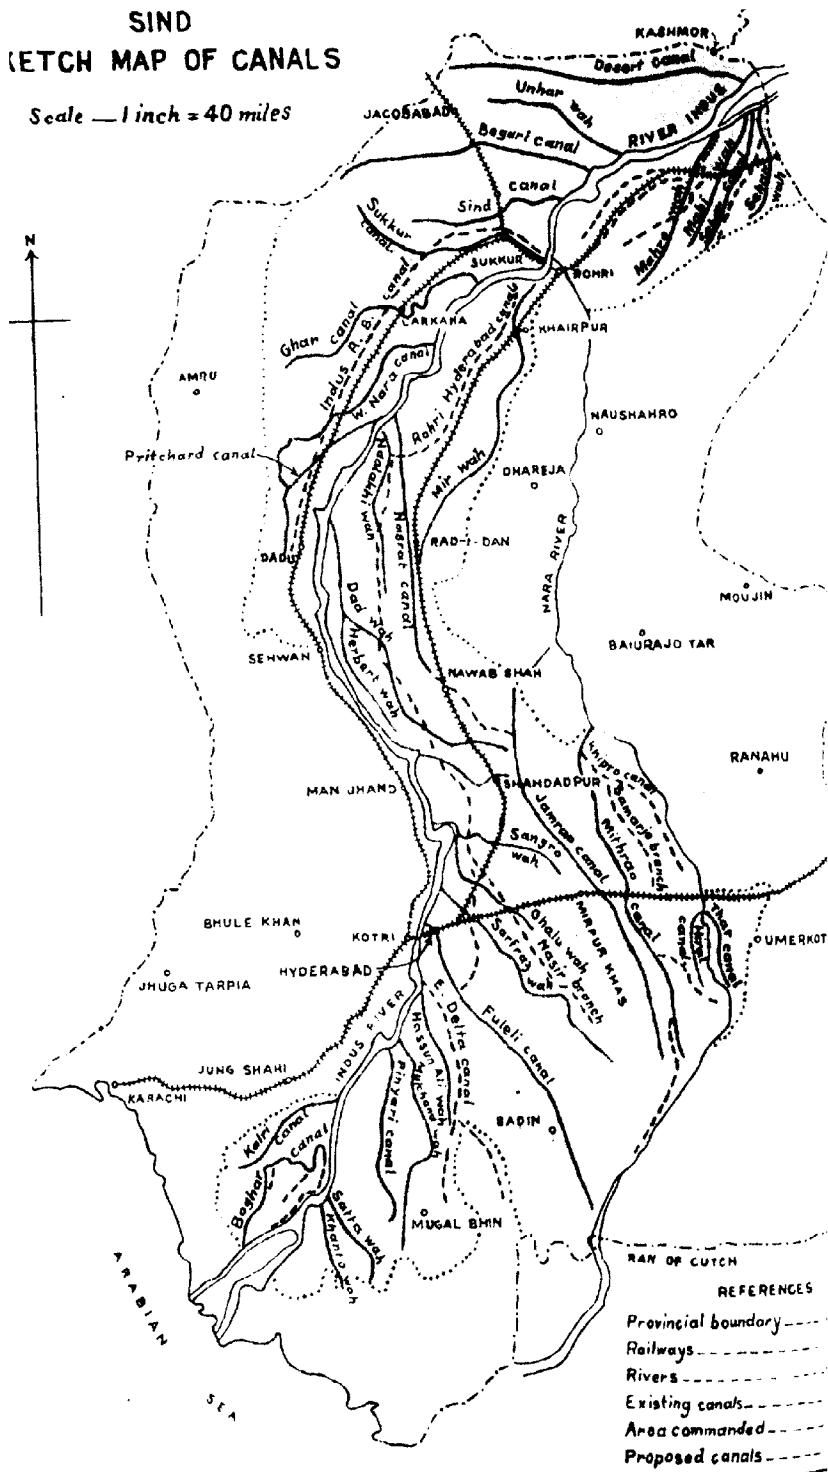 SIND
KETCH MAP OF CANALS
Scale — 1 inch = 40 miles
KASHMOR
Desert canal
Unhar wah
JACOBABAD
RIVER INDUS
Begari canal
Mahi wah
Sind canal
Sukkur canal.
SUKKUR
ROHRI
N
Ghar canal
LARKANA
KHAIRPUR
Indus R. B. canal
W. Nara canal
Rohri Hyderabad canal
AMRU
NAUSHAHRO
Pritchard canal
Mir wah
DHAREJA
Nasrat canal
RAD-I-DAN
DADU
NARA RIVER
MOUJIN
Dad wah
BAIURAJO TAR
Herbert wah
SEHWAN
NAWAB SHAH
RANAHU
MAN JHAND
SHAHDADPUR
Jamrao canal
Mithrao canal
Sangro wah
BHULE KHAN
KOTRI
MIRPUR KHAS
Thar canal
UMERKOT
Ghalu wah
Nasir branch
Sarfraz wah
HYDERABAD
JHUGA TARPIA
INDUS RIVER
E. Delta canal
Fuleli canal
Hassun Ali wah
JUNG SHAHI
KARACHI
Pinyari canal
BADIN
Kalri canal
Baghar canal
Satta wah
MUGAL BHIN
ARABIAN SEA
RAN OF CUTCH
REFERENCES
Provincial boundary
Railways
Rivers
Existing canals
Area commanded
Proposed canals